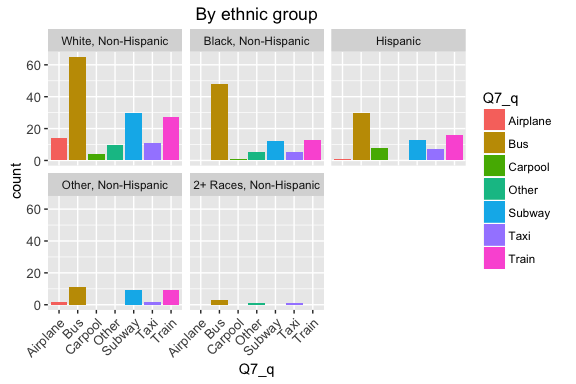 By ethnic group
White, Non-Hispanic
Black, Non-Hispanic
Hispanic
60
40
20
0
Other, Non-Hispanic
2+ Races, Non-Hispanic
60
40
20
0
count
Airplane
Bus
Carpool
Other
Subway
Taxi
Train
Airplane
Bus
Carpool
Other
Subway
Taxi
Train
Q7_q
Q7_q
Airplane
Bus
Carpool
Other
Subway
Taxi
Train